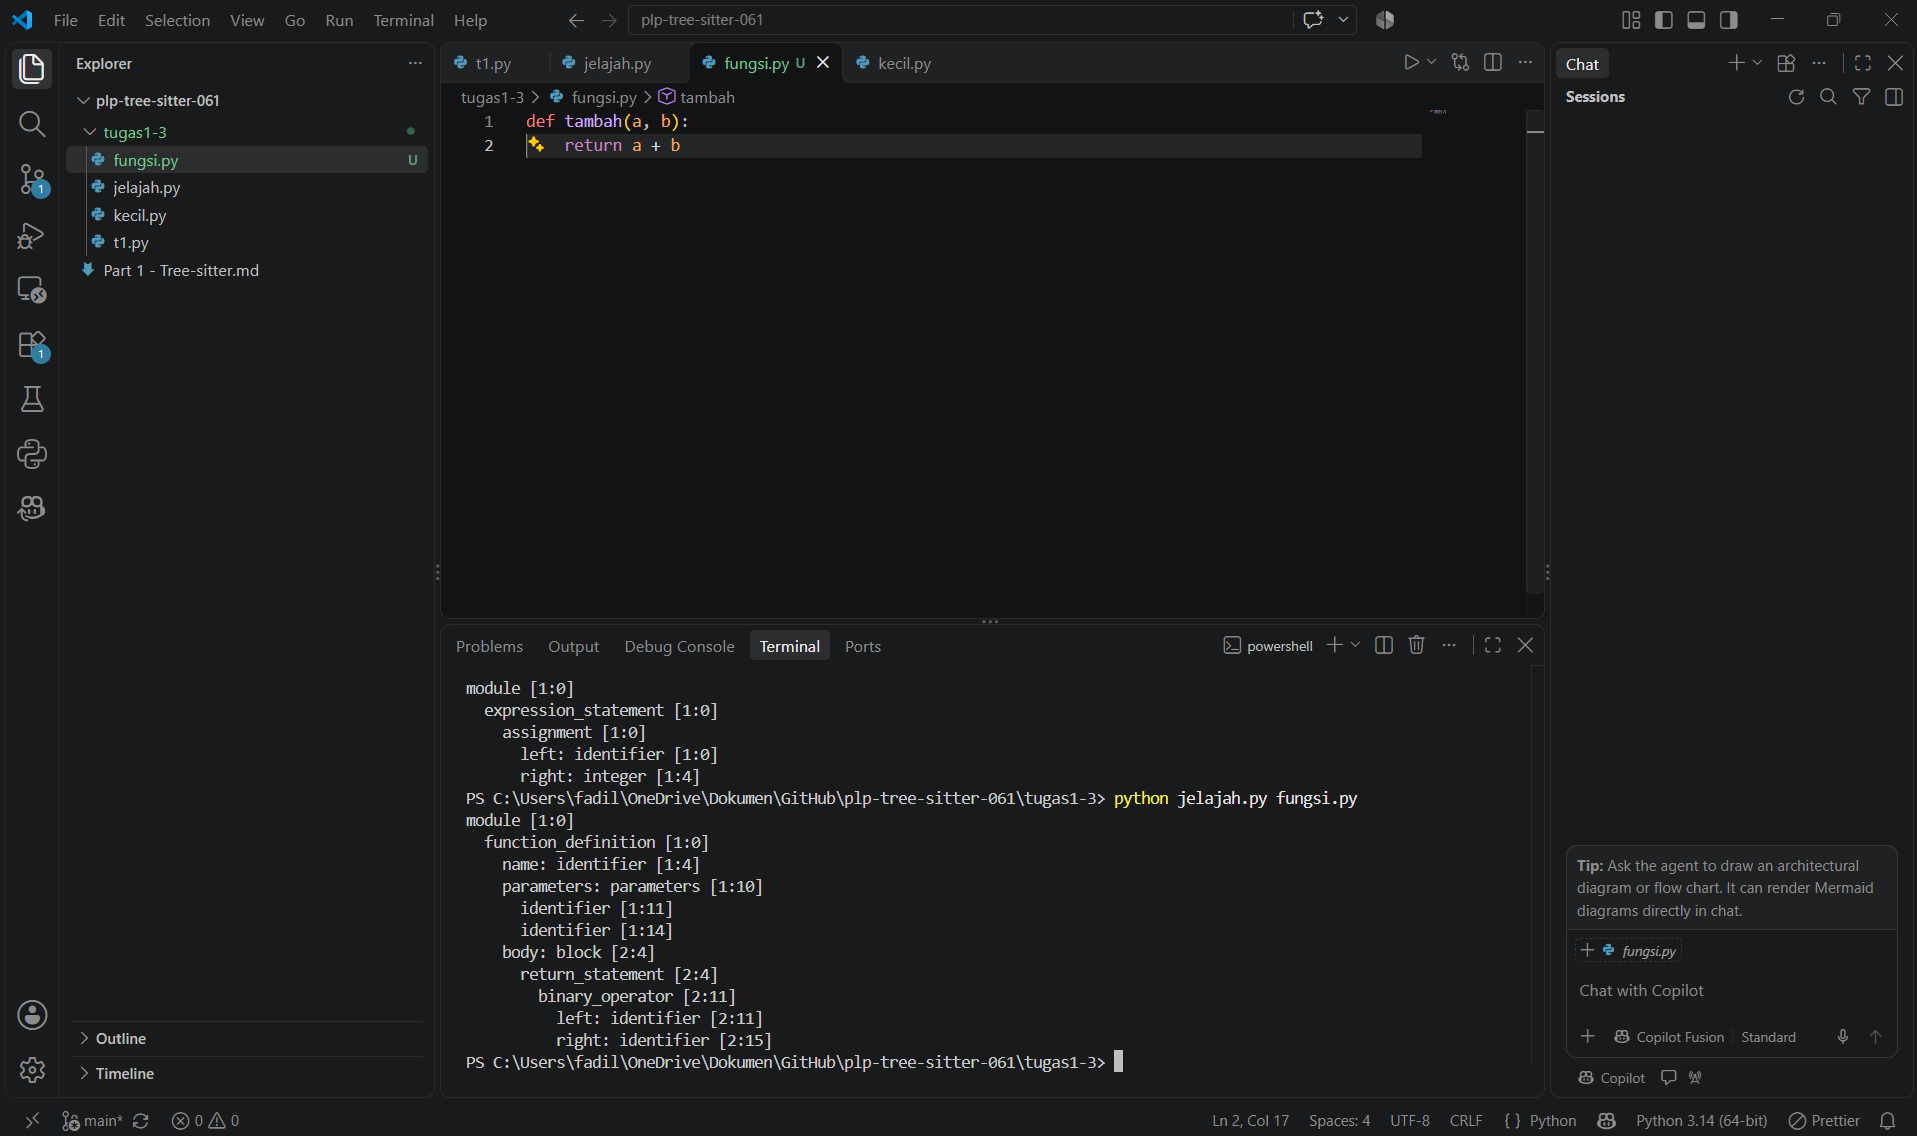 File Edit Selection View Go Run Terminal Help
plp-tree-sitter-061
Explorer
plp-tree-sitter-061
tugas1-3
fungsi.py U
jelajah.py
kecil.py
t1.py
Part 1 - Tree-sitter.md
1
1
Outline
Timeline
t1.py jelajah.py fungsi.py U kecil.py
tugas1-3 fungsi.py tambah
1 def tambah(a, b):
2 return a + b
Problems Output Debug Console Terminal Ports
powershell
module [1:0]
expression_statement [1:0]
assignment [1:0]
left: identifier [1:0]
right: integer [1:4]
PS C:\Users\fadil\OneDrive\Dokumen\GitHub\plp-tree-sitter-061\tugas1-3> python jelajah.py fungsi.py
module [1:0]
function_definition [1:0]
name: identifier [1:4]
parameters: parameters [1:10]
identifier [1:11]
identifier [1:14]
body: block [2:4]
return_statement [2:4]
binary_operator [2:11]
left: identifier [2:11]
right: identifier [2:15]
PS C:\Users\fadil\OneDrive\Dokumen\GitHub\plp-tree-sitter-061\tugas1-3>
Chat
Sessions
Tip: Ask the agent to draw an architectural
diagram or flow chart. It can render Mermaid
diagrams directly in chat.
fungsi.py
Chat with Copilot
Copilot Fusion Standard
Copilot
main* 0 0 Ln 2, Col 17 Spaces: 4 UTF-8 CRLF { } Python Python 3.14 (64-bit) Prettier